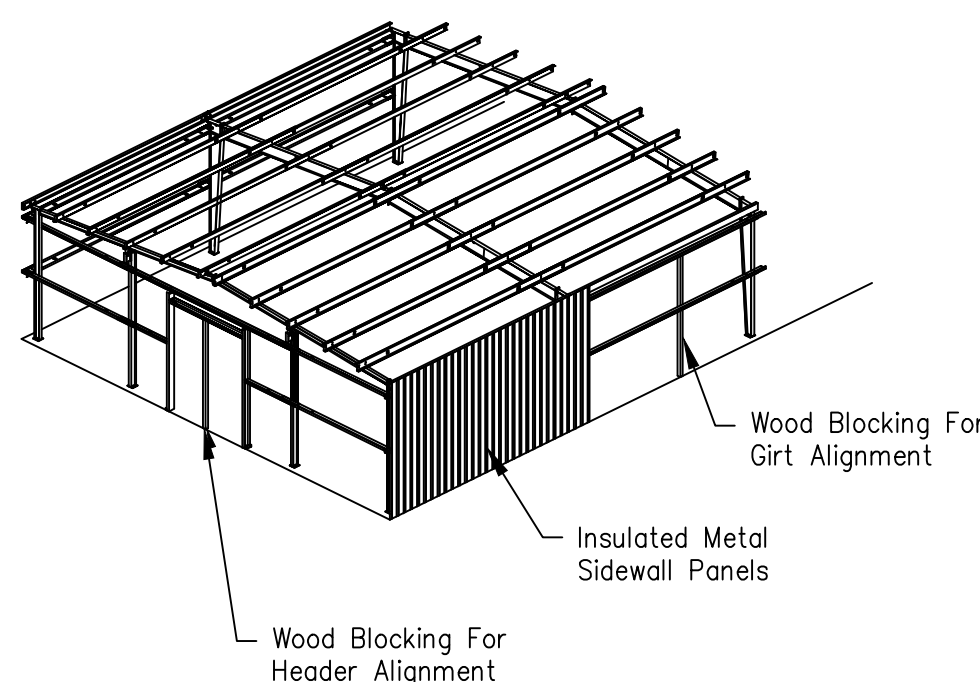 Wood Blocking For
Girt Alignment
Insulated Metal
Sidewall Panels
Wood Blocking For
Header Alignment